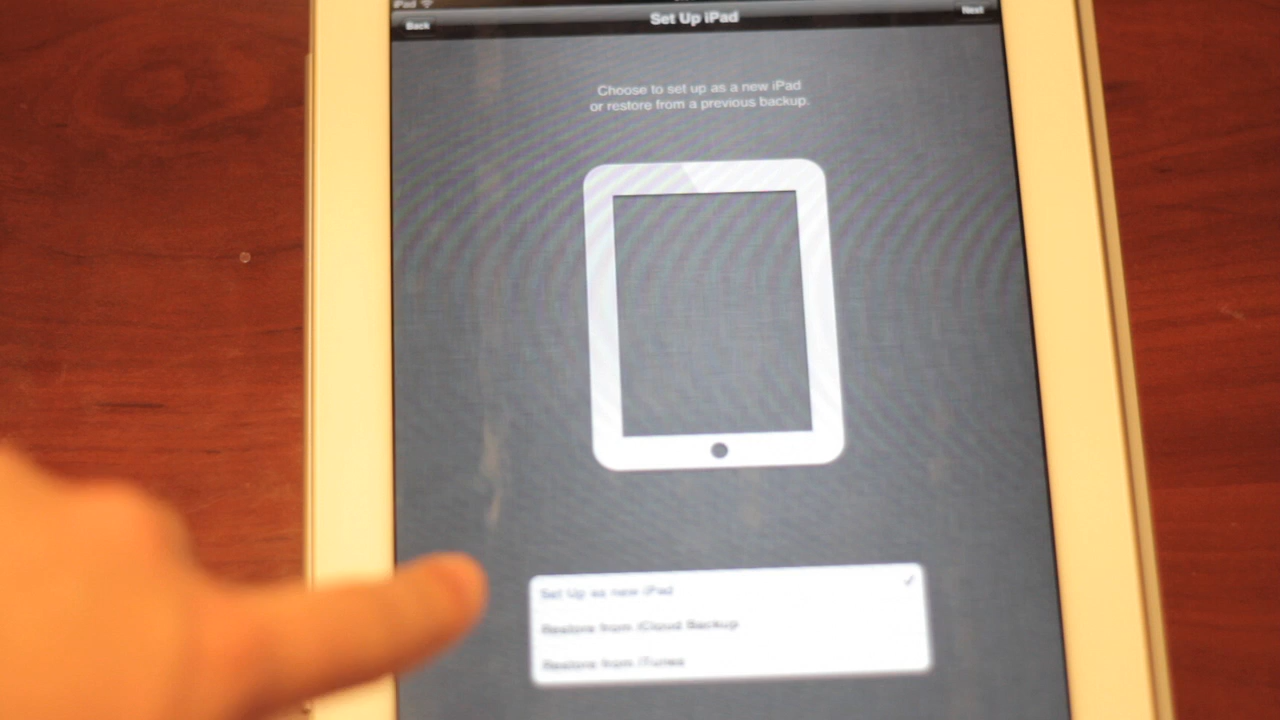 iPad
Back
Set Up iPad
Next
Choose to set up as a new iPad
or restore from a previous backup.
Set Up as new iPad
Restore from iCloud Backup
Restore from iTunes